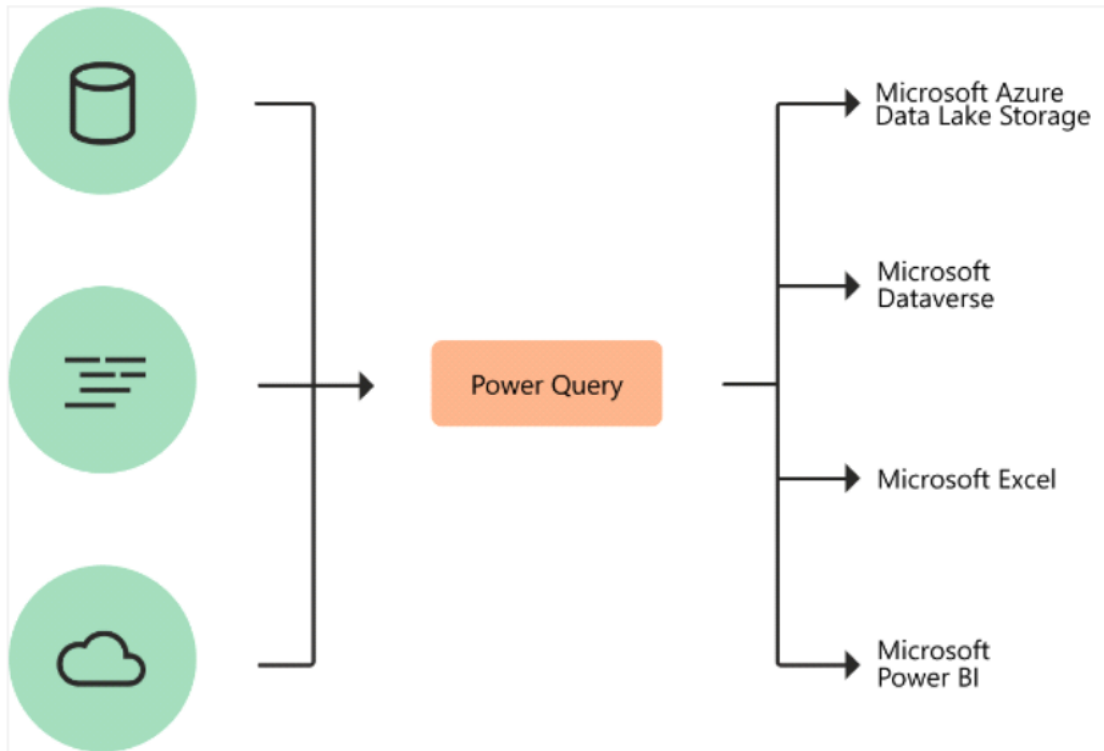 Microsoft Azure
Data Lake Storage
Microsoft
Dataverse
Power Query
Microsoft Excel
Microsoft
Power BI